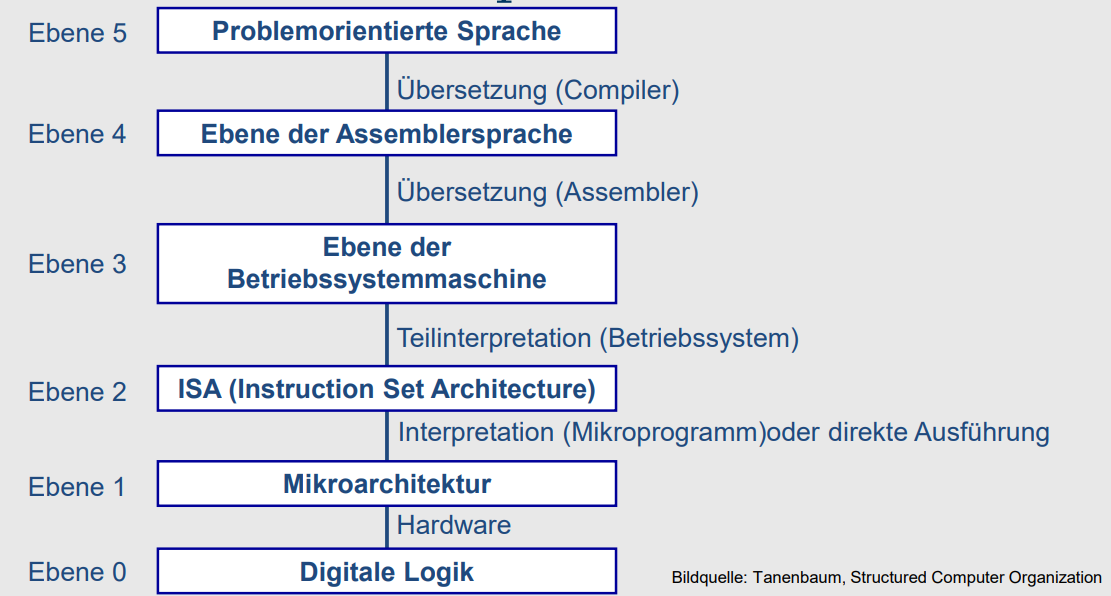 Ebene 5
Problemorientierte Sprache
Übersetzung (Compiler)
Ebene 4
Ebene der Assemblersprache
Übersetzung (Assembler)
Ebene 3
Ebene der
Betriebssystemmaschine
Teilinterpretation (Betriebssystem)
Ebene 2
ISA (Instruction Set Architecture)
Interpretation (Mikroprogramm)oder direkte Ausführung
Ebene 1
Mikroarchitektur
Hardware
Ebene 0
Digitale Logik
Bildquelle: Tanenbaum, Structured Computer Organization